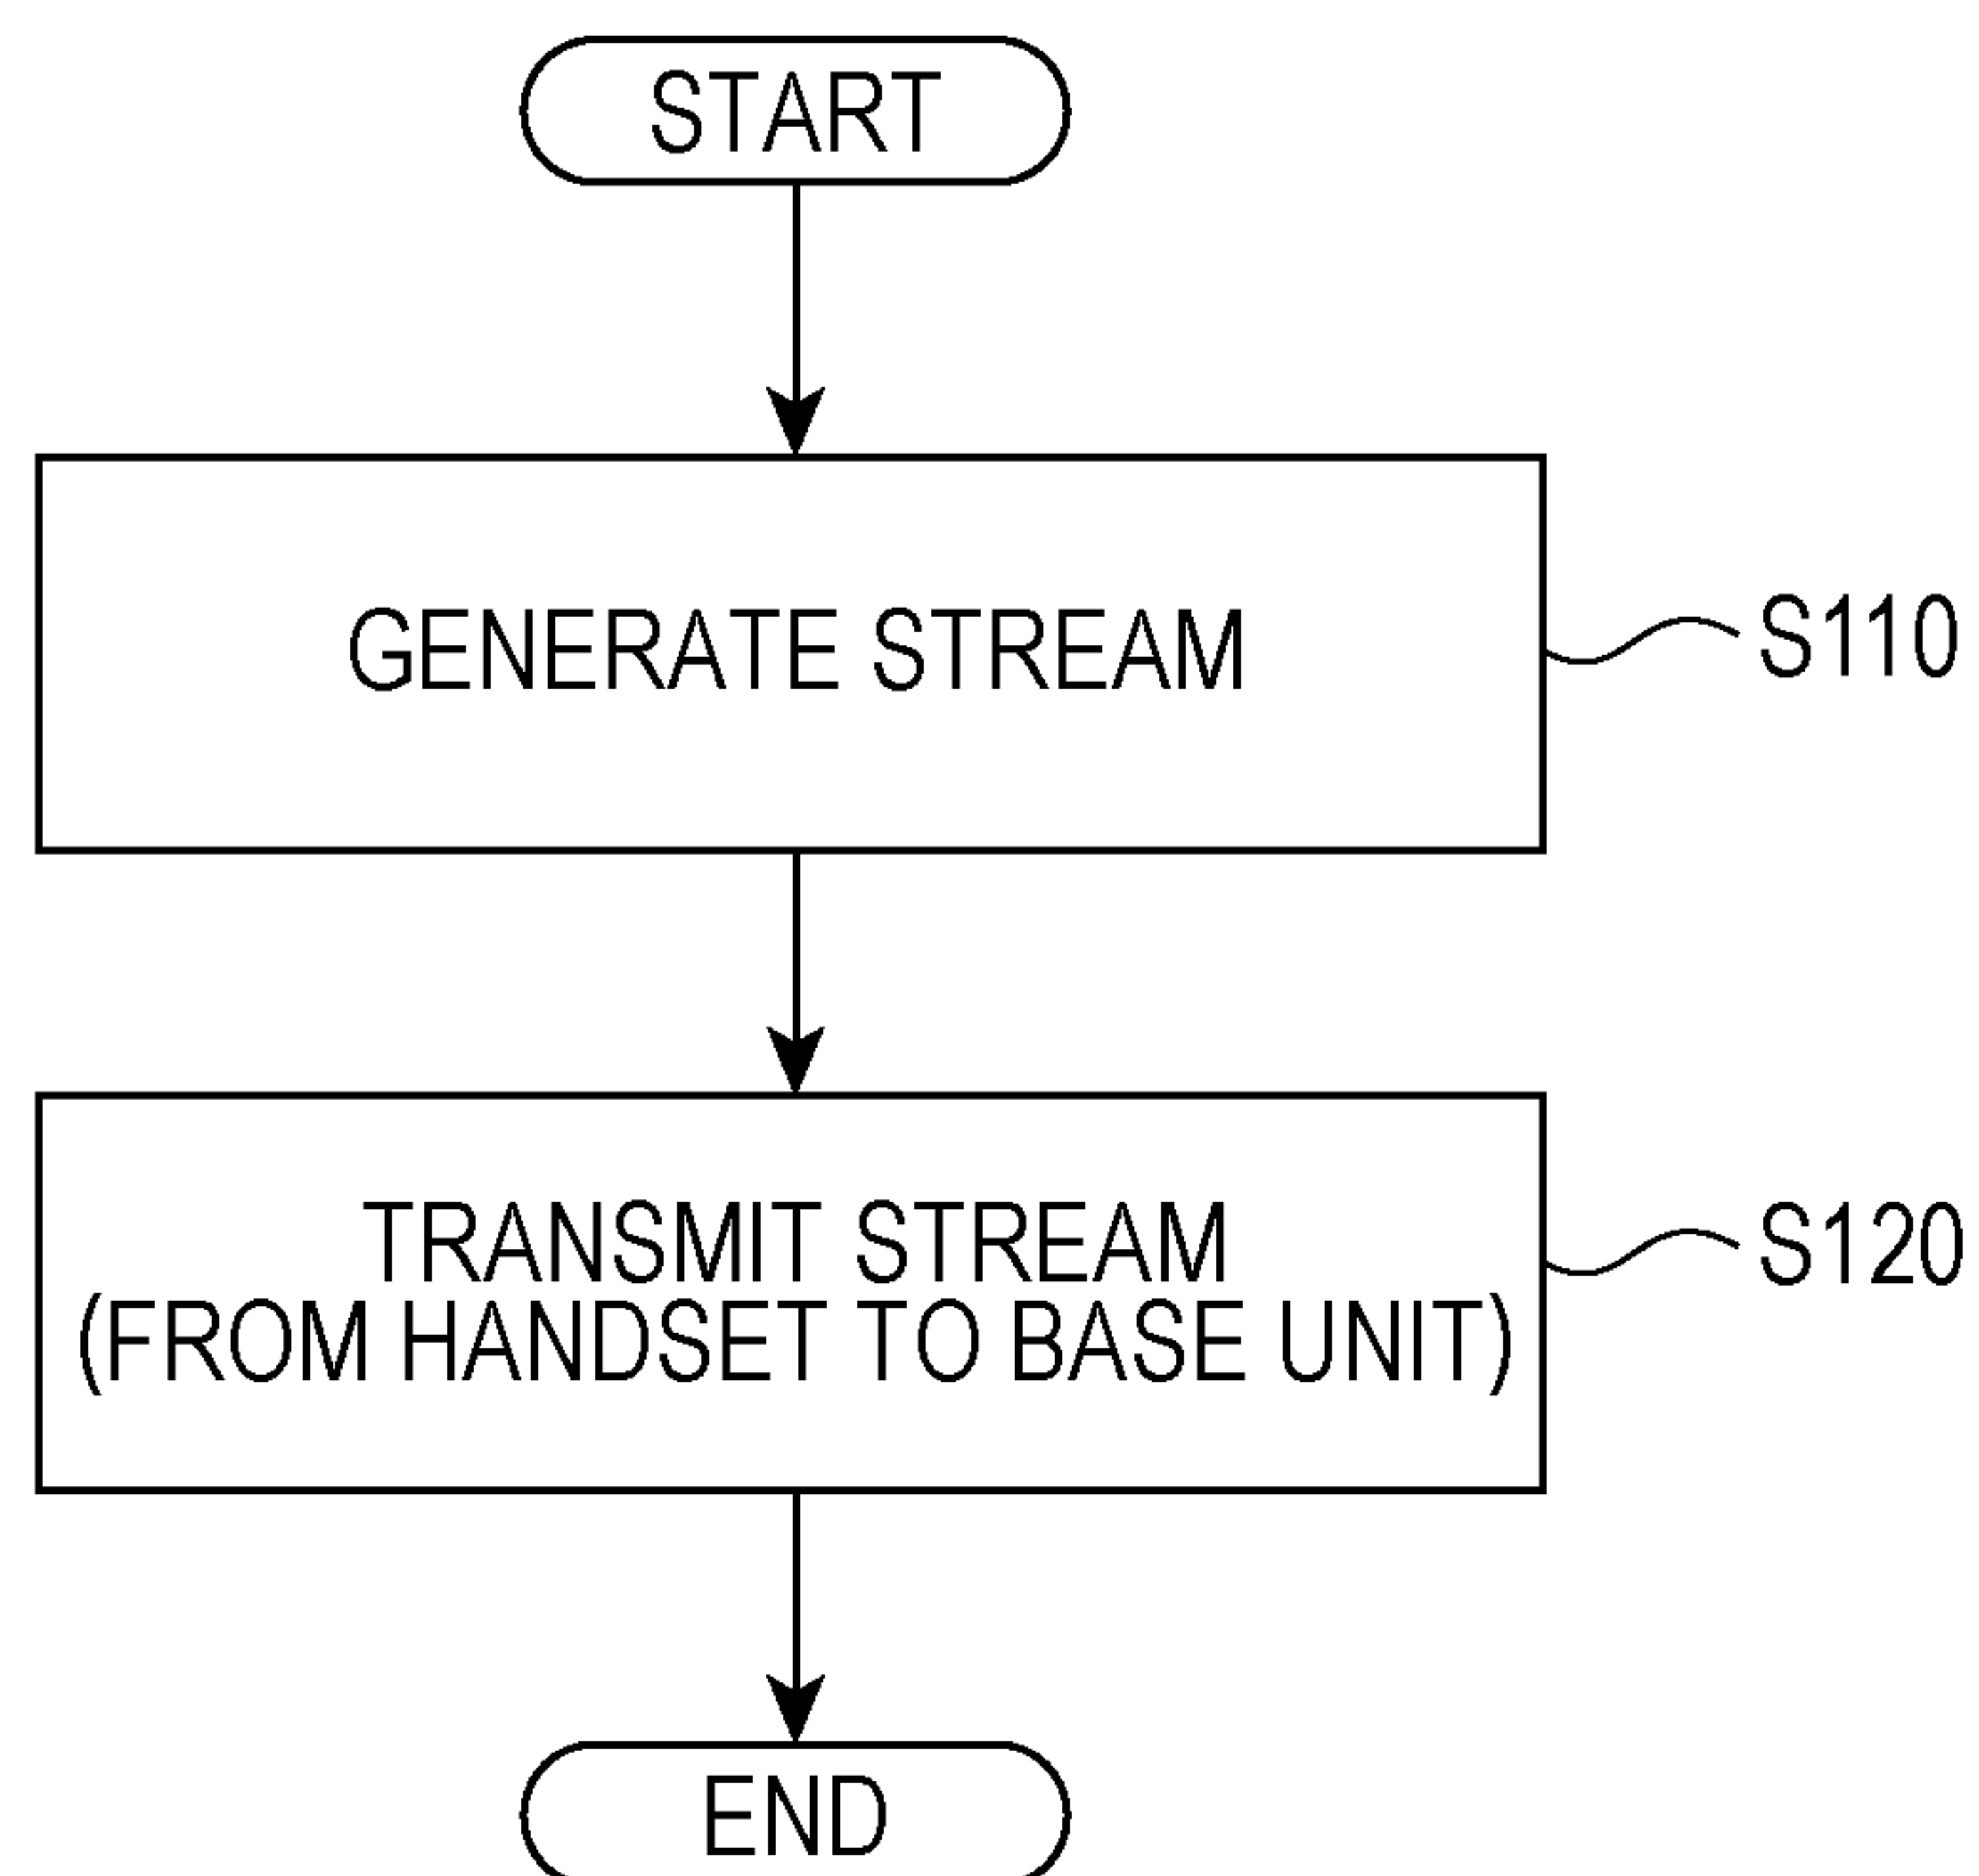 START
GENERATE STREAM
S110
TRANSMIT STREAM
(FROM HANDSET TO BASE UNIT)
S120
END